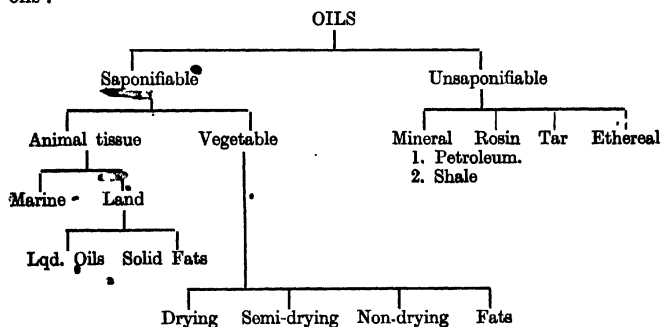 oils :
OILS
Saponifiable Unsaponifiable
Animal tissue Vegetable Mineral Rosin Tar Ethereal
1. Petroleum.
2. Shale
Marine Land
Lqd. Oils Solid Fats
Drying Semi-drying Non-drying Fats